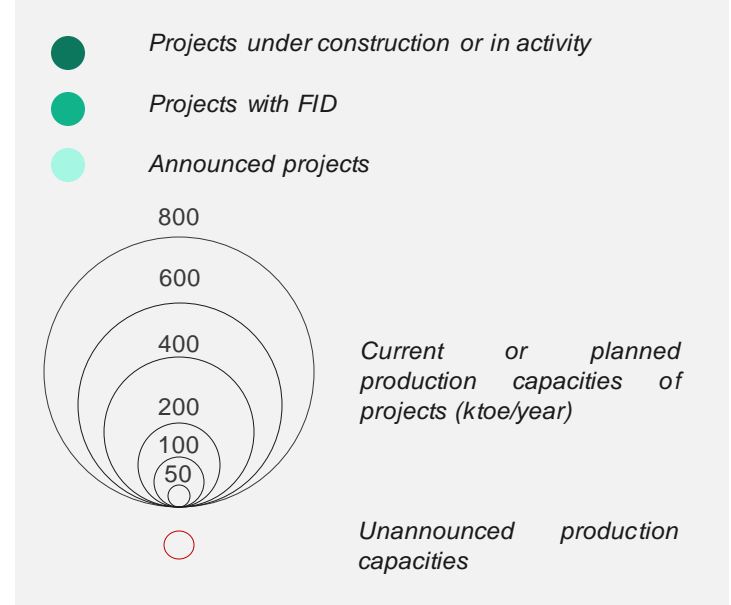 Projects under construction or in activity
Projects with FID
Announced projects
800
600
400
200
100
50
Current or planned
production capacities of
projects (ktoe/year)
Unannounced production
capacities